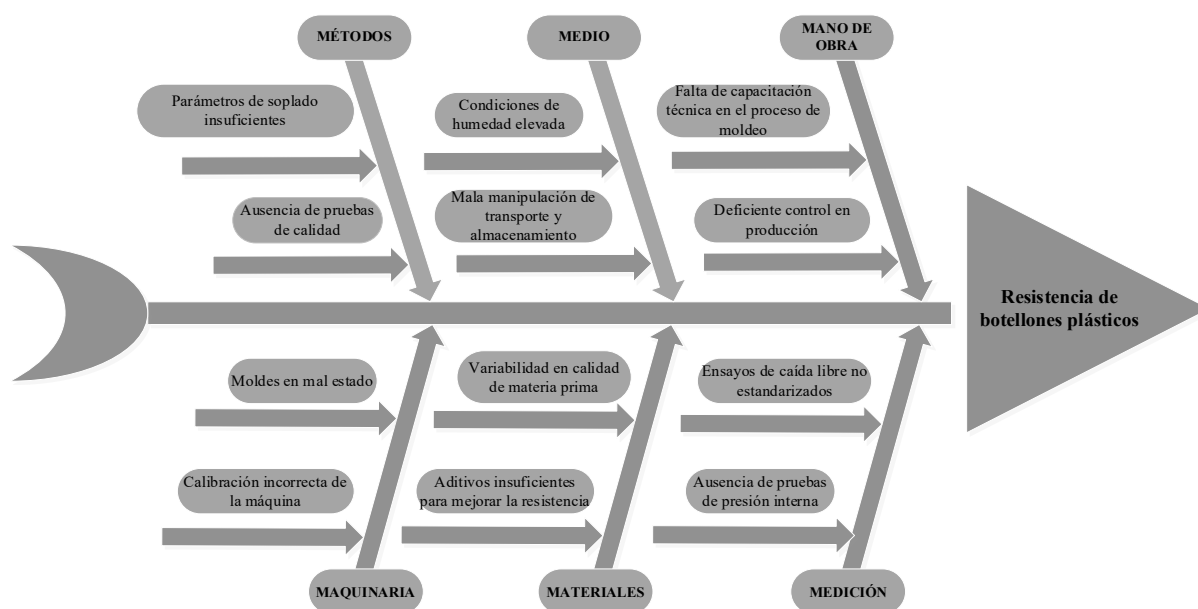 MÉTODOS
MEDIO
MANO DE
OBRA
Parámetros de soplado
insuficientes
Condiciones de
humedad elevada
Falta de capacitación
técnica en el proceso de
moldeo
Ausencia de pruebas
de calidad
Mala manipulación de
transporte y
almacenamiento
Deficiente control en
producción
Resistencia de
botellones plásticos
Moldes en mal estado
Variabilidad en calidad
de materia prima
Ensayos de caída libre no
estandarizados
Calibración incorrecta de
la máquina
Aditivos insuficientes
para mejorar la resistencia
Ausencia de pruebas
de presión interna
MAQUINARIA
MATERIALES
MEDICIÓN